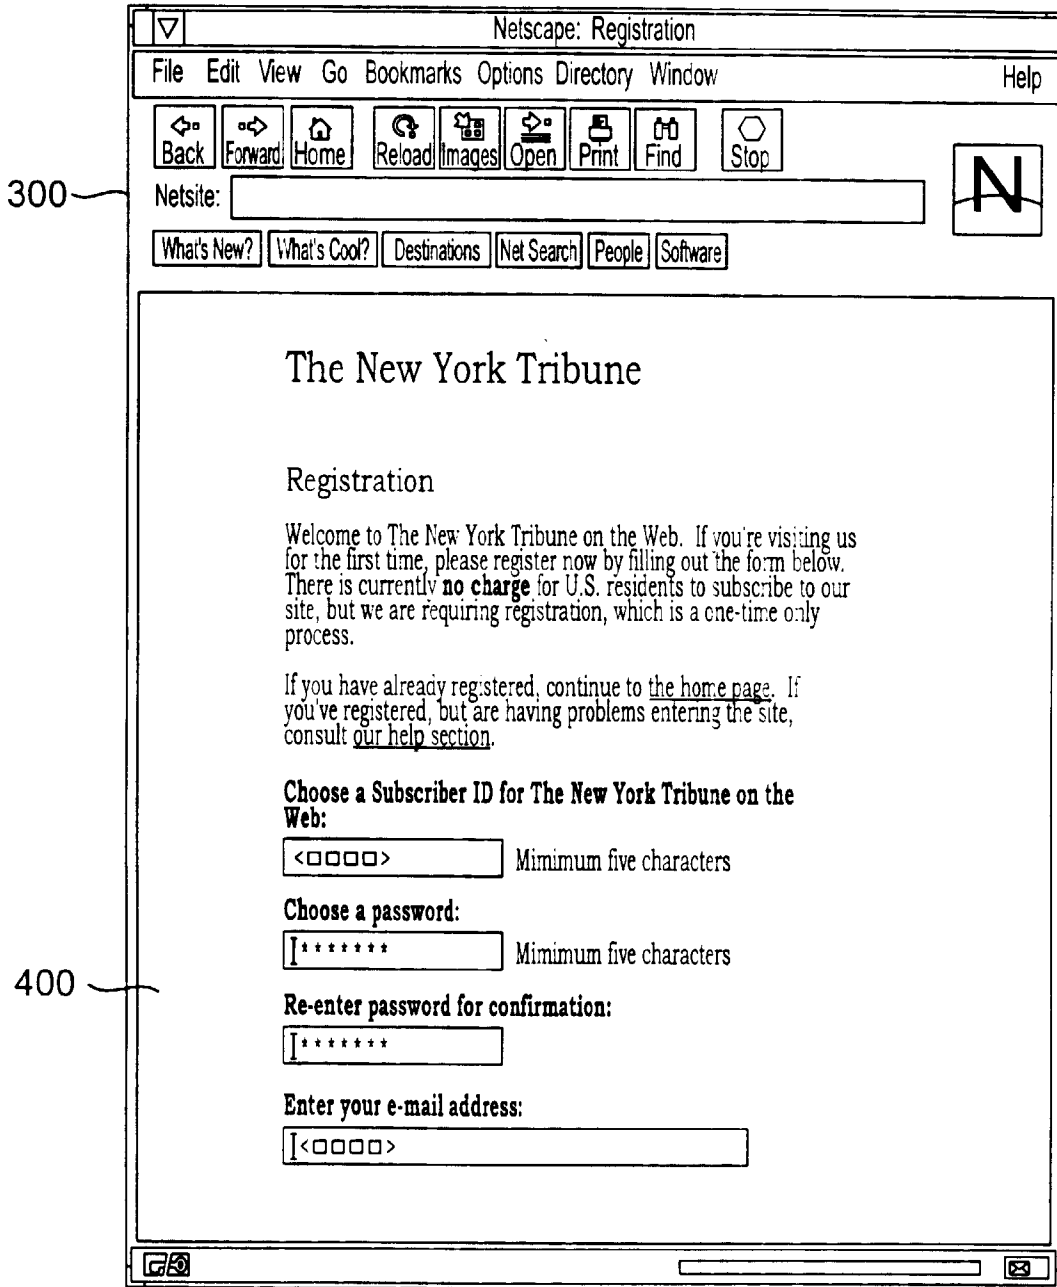 Netscape: Registration
File Edit View Go Bookmarks Options Directory Window Help
Back Forward Home Reload Images Open Print Find Stop
N
300
Netsite:
What's New? What's Cool? Destinations Net Search People Software
The New York Tribune
Registration
Welcome to The New York Tribune on the Web. If you're visiting us
for the first time, please register now by filling out the form below.
There is currently no charge for U.S. residents to subscribe to our
site, but we are requiring registration, which is a one-time only
process.
If you have already registered, continue to the home page. If
you've registered, but are having problems entering the site,
consult our help section.
Choose a Subscriber ID for The New York Tribune on the
Web:
<□□□□> Mimimum five characters
Choose a password:
******* Mimimum five characters
400
Re-enter password for confirmation:
*******
Enter your e-mail address:
<□□□□>